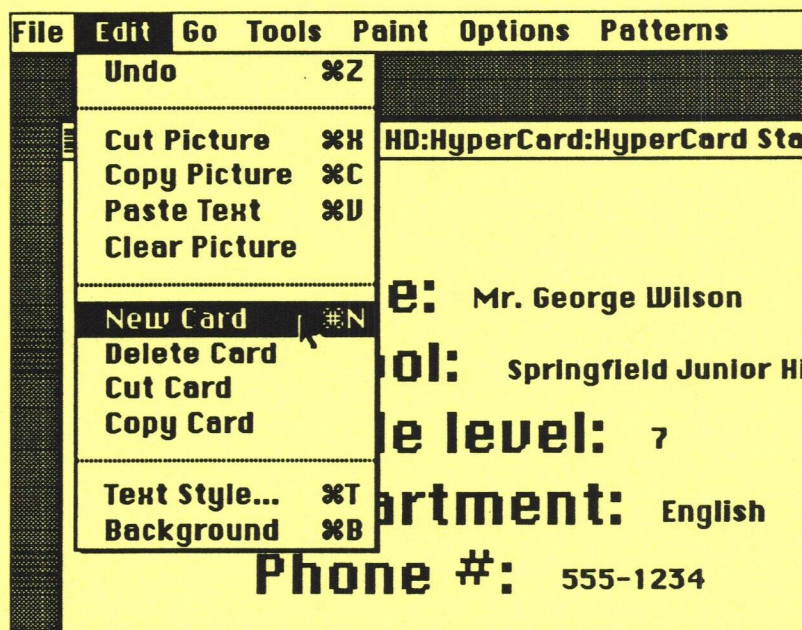 File Edit Go Tools Paint Options Patterns
Undo ⌘Z
Cut Picture ⌘X
Copy Picture ⌘C
Paste Text ⌘V
Clear Picture
New Card ⌘N
Delete Card
Cut Card
Copy Card
Text Style... ⌘T
Background ⌘B
HD:HyperCard:HyperCard Sta
e: Mr. George Wilson
ool: Springfield Junior Hi
e level: 7
artment: English
Phone #: 555-1234